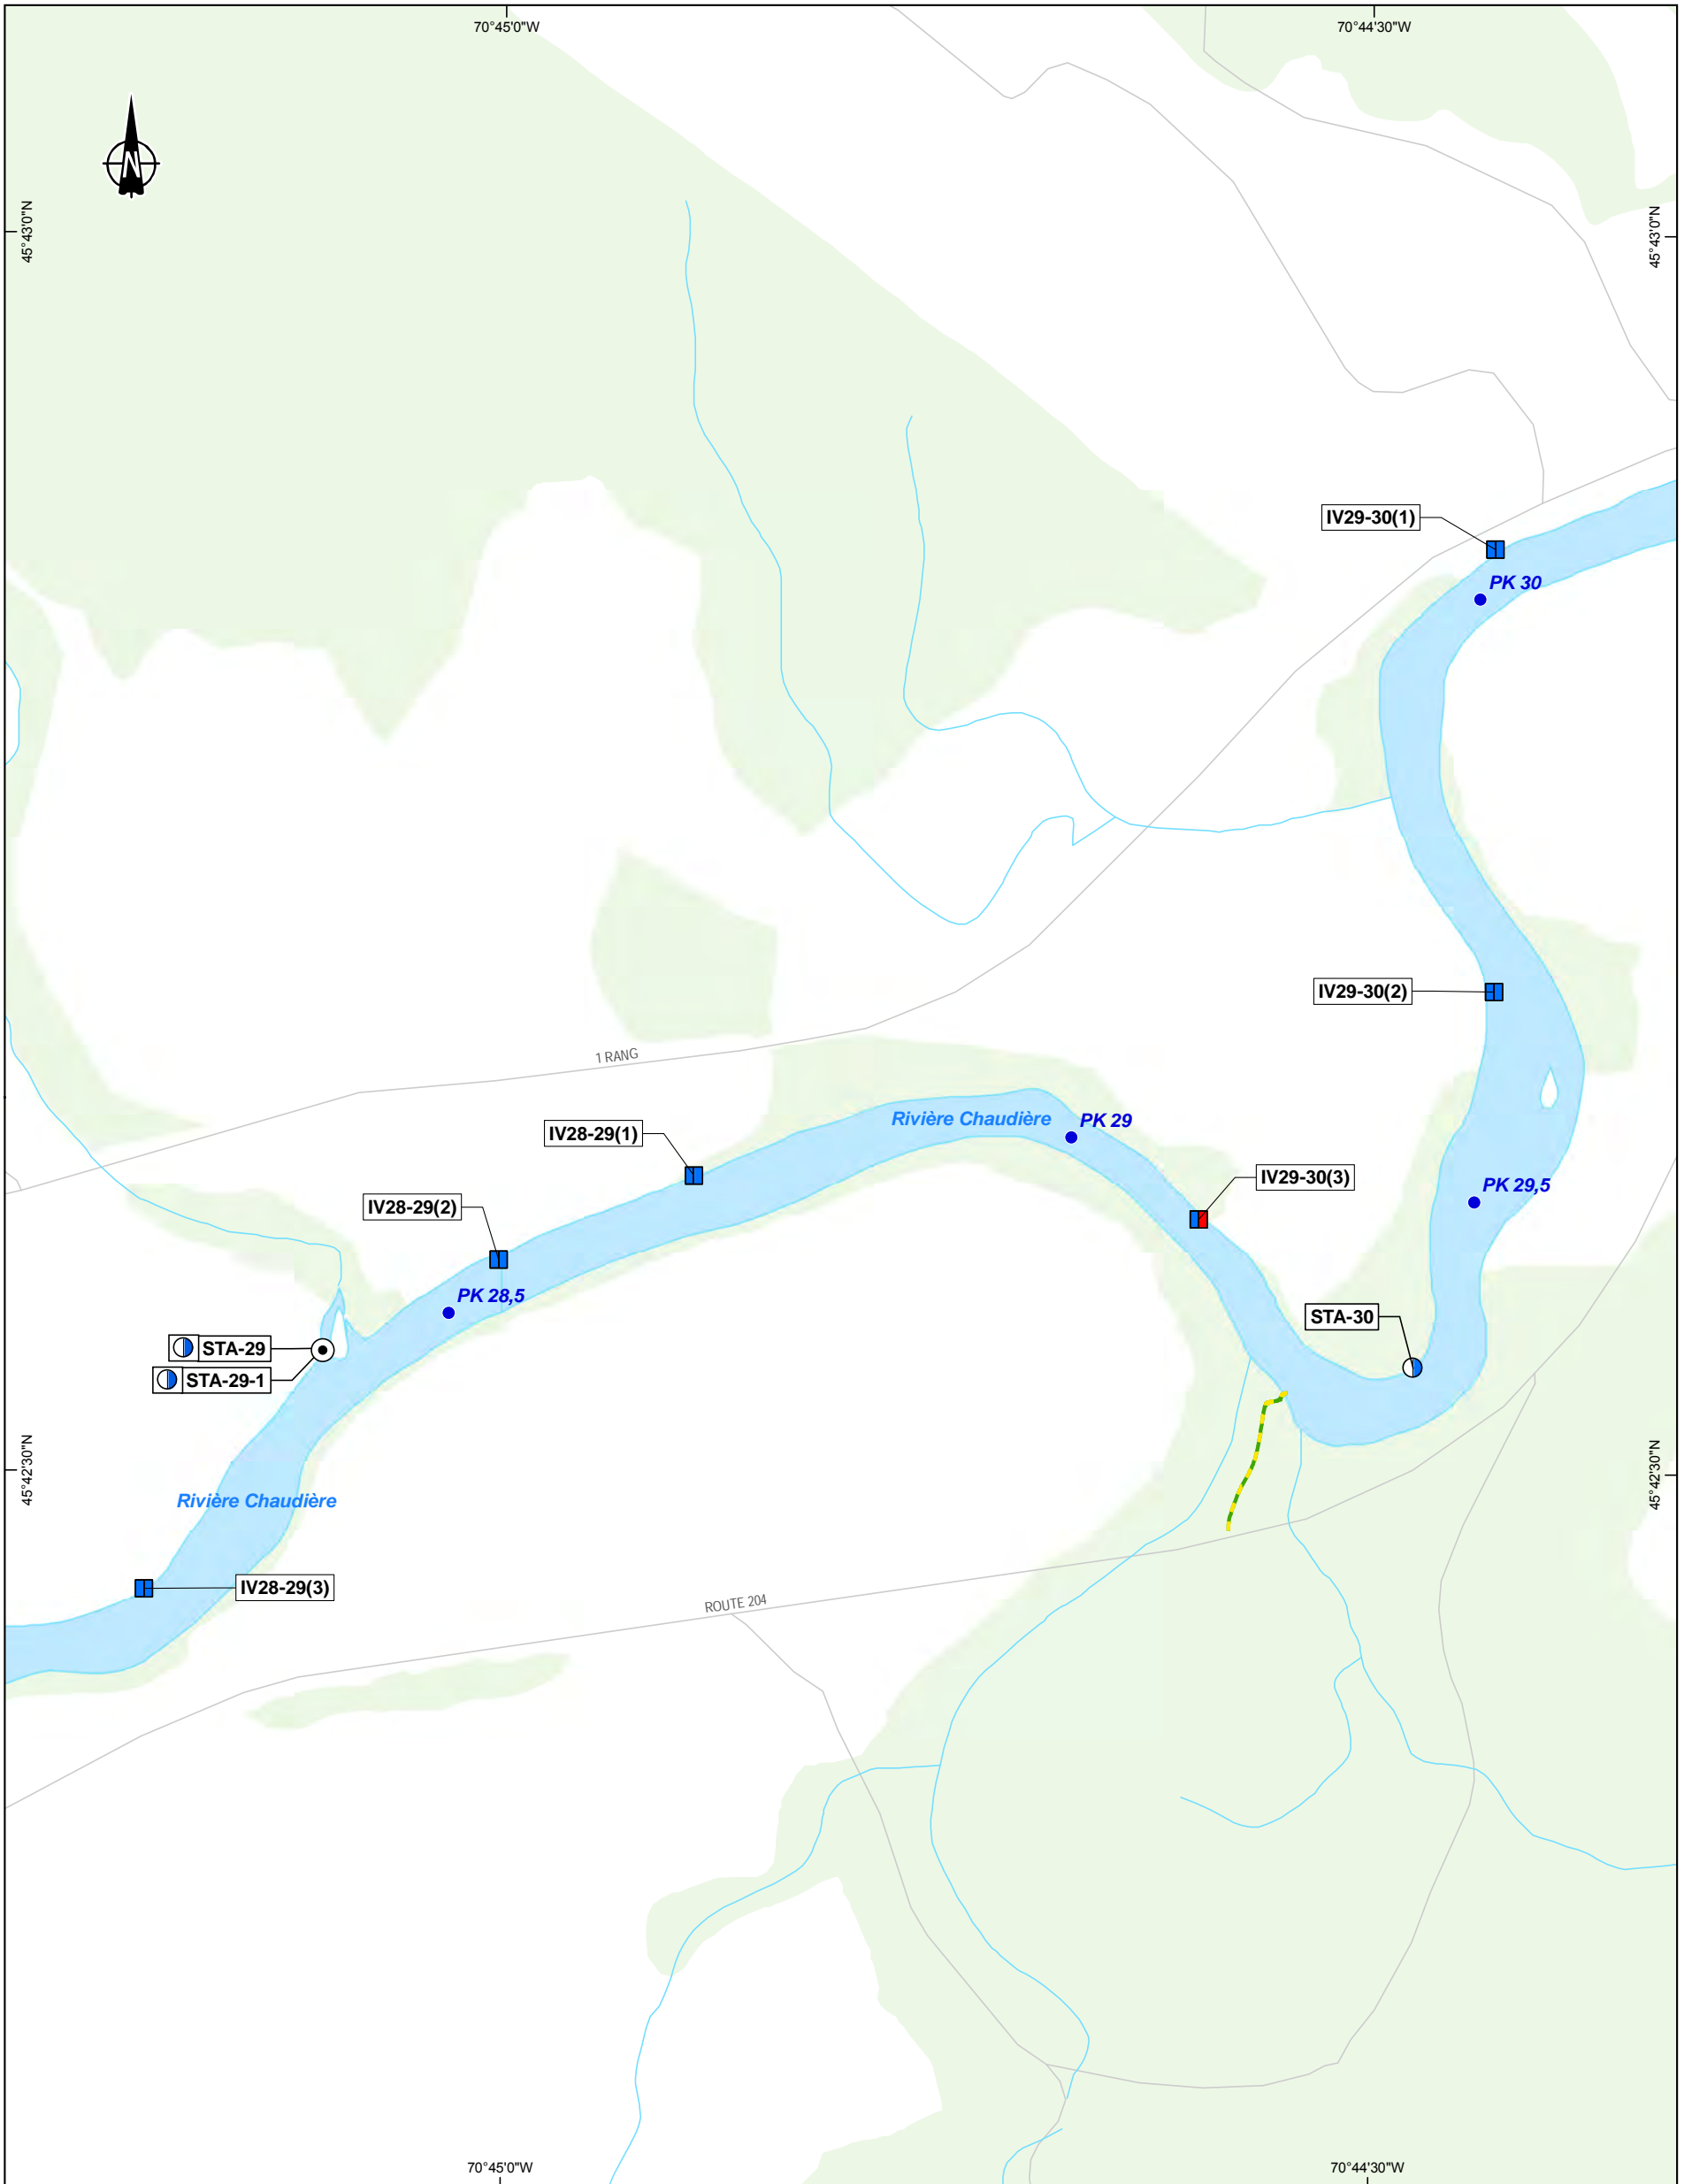 70°45'0"W
70°44'30"W
N
45°43'0"N
45°43'0"N
IV29-30(1)
PK 30
IV29-30(2)
1 RANG
Rivière Chaudière
PK 29
IV28-29(1)
IV29-30(3)
PK 29,5
IV28-29(2)
PK 28,5
STA-30
STA-29
STA-29-1
45°42'30"N
45°42'30"N
Rivière Chaudière
IV28-29(3)
ROUTE 204
70°45'0"W
70°44'30"W